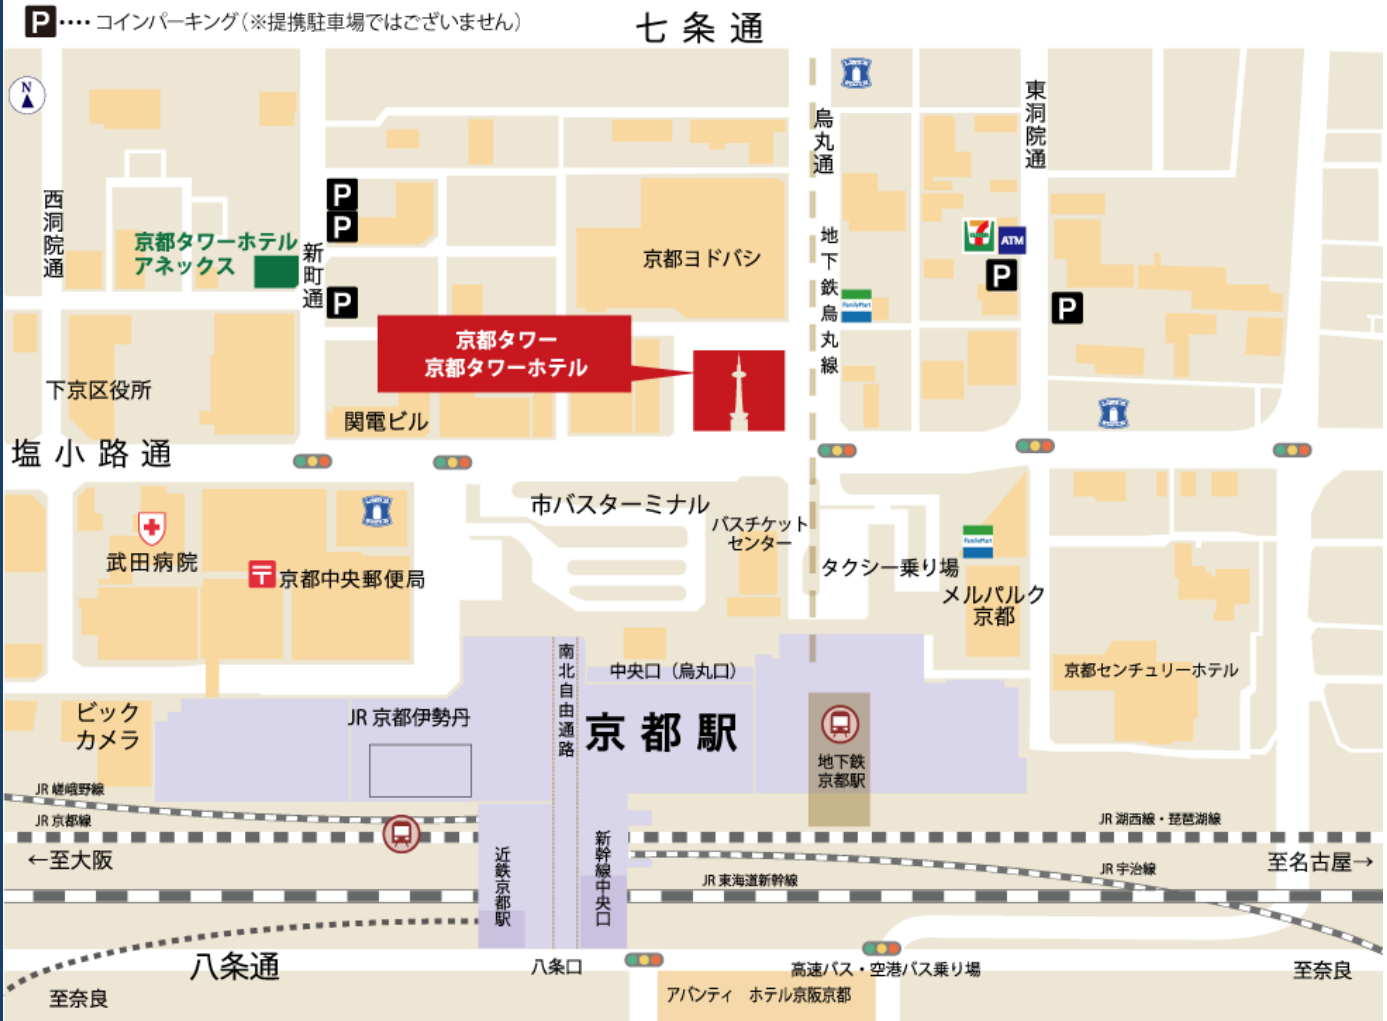 P ･･･ コインパーキング(※提携駐車場ではございません)
七条通
N
烏丸通
東洞院通
西洞院通
P
P
京都タワーホテル
アネックス
新町通
P
京都ヨドバシ
地下鉄烏丸線
ATM
P
P
FamilyMart
京都タワー
京都タワーホテル
下京区役所
関電ビル
塩小路通
市バスターミナル
バスチケット
センター
武田病院
京都中央郵便局
タクシー乗り場
FamilyMart
メルパルク
京都
南北自由通路
中央口（烏丸口）
京都センチュリーホテル
ビック
カメラ
JR 京都伊勢丹
京都駅
地下鉄
京都駅
JR 嵯峨野線
JR 京都線
JR 湖西線・琵琶湖線
←至大阪
近鉄京都駅
新幹線中央口
JR 東海道新幹線
JR 宇治線
至名古屋→
八条通
八条口
高速バス・空港バス乗り場
至奈良
至奈良
アバンティ　ホテル京阪京都